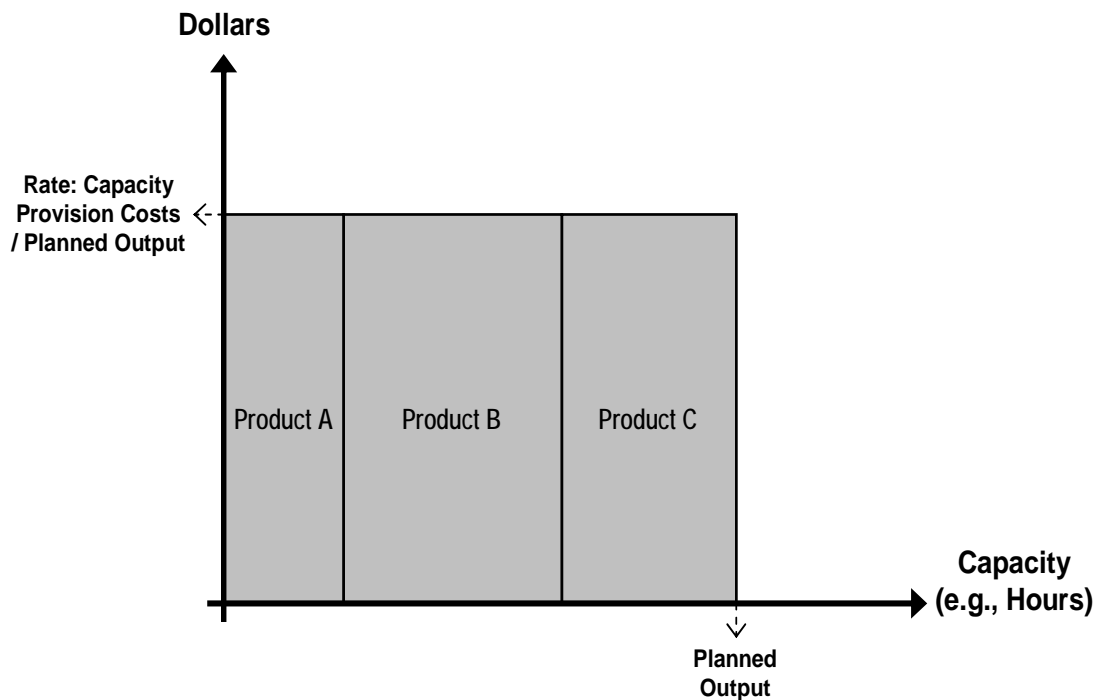 Dollars
Rate: Capacity
Provision Costs
/ Planned Output
Product A
Product B
Product C
Capacity
(e.g., Hours)
Planned
Output